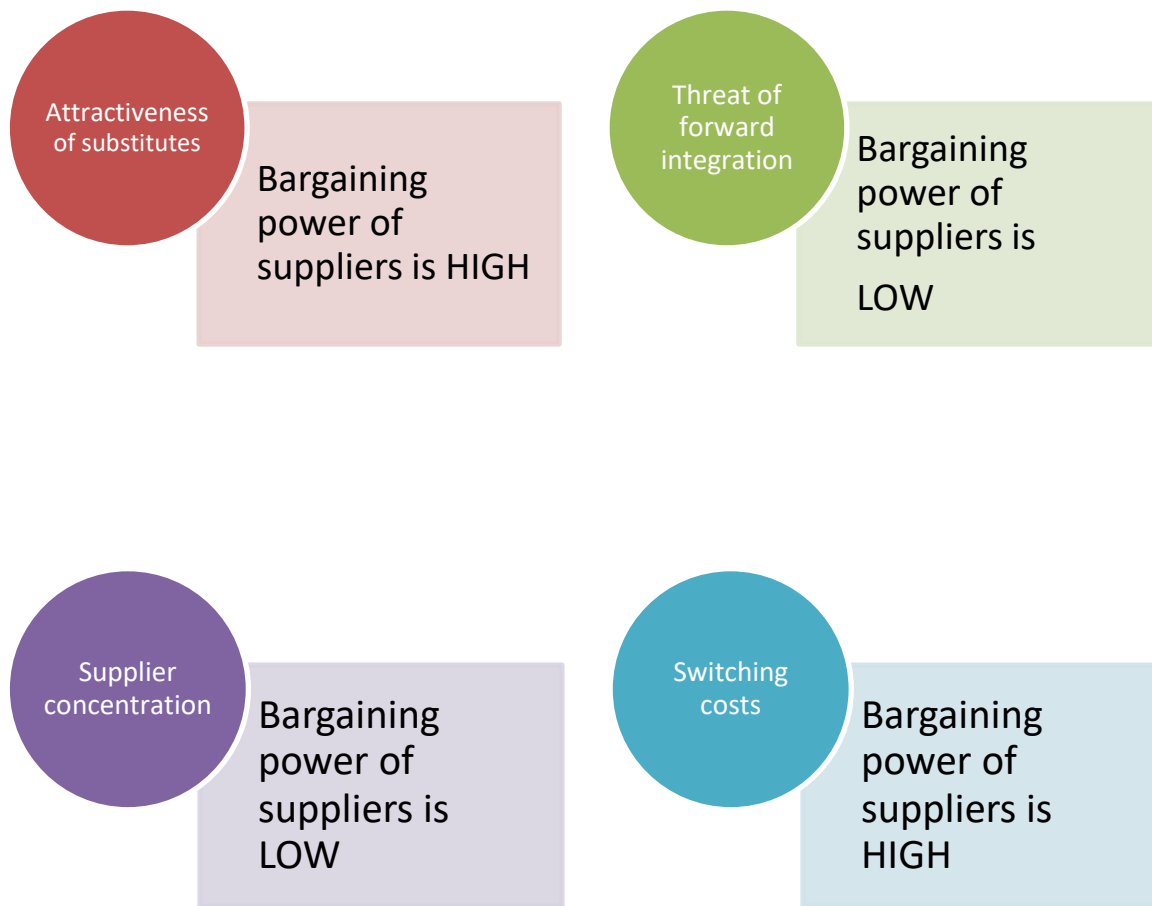 Attractiveness
of substitutes
Bargaining
power of
suppliers is HIGH
Threat of
forward
integration
Bargaining
power of
suppliers is
LOW
Supplier
concentration
Bargaining
power of
suppliers is
LOW
Switching
costs
Bargaining
power of
suppliers is
HIGH